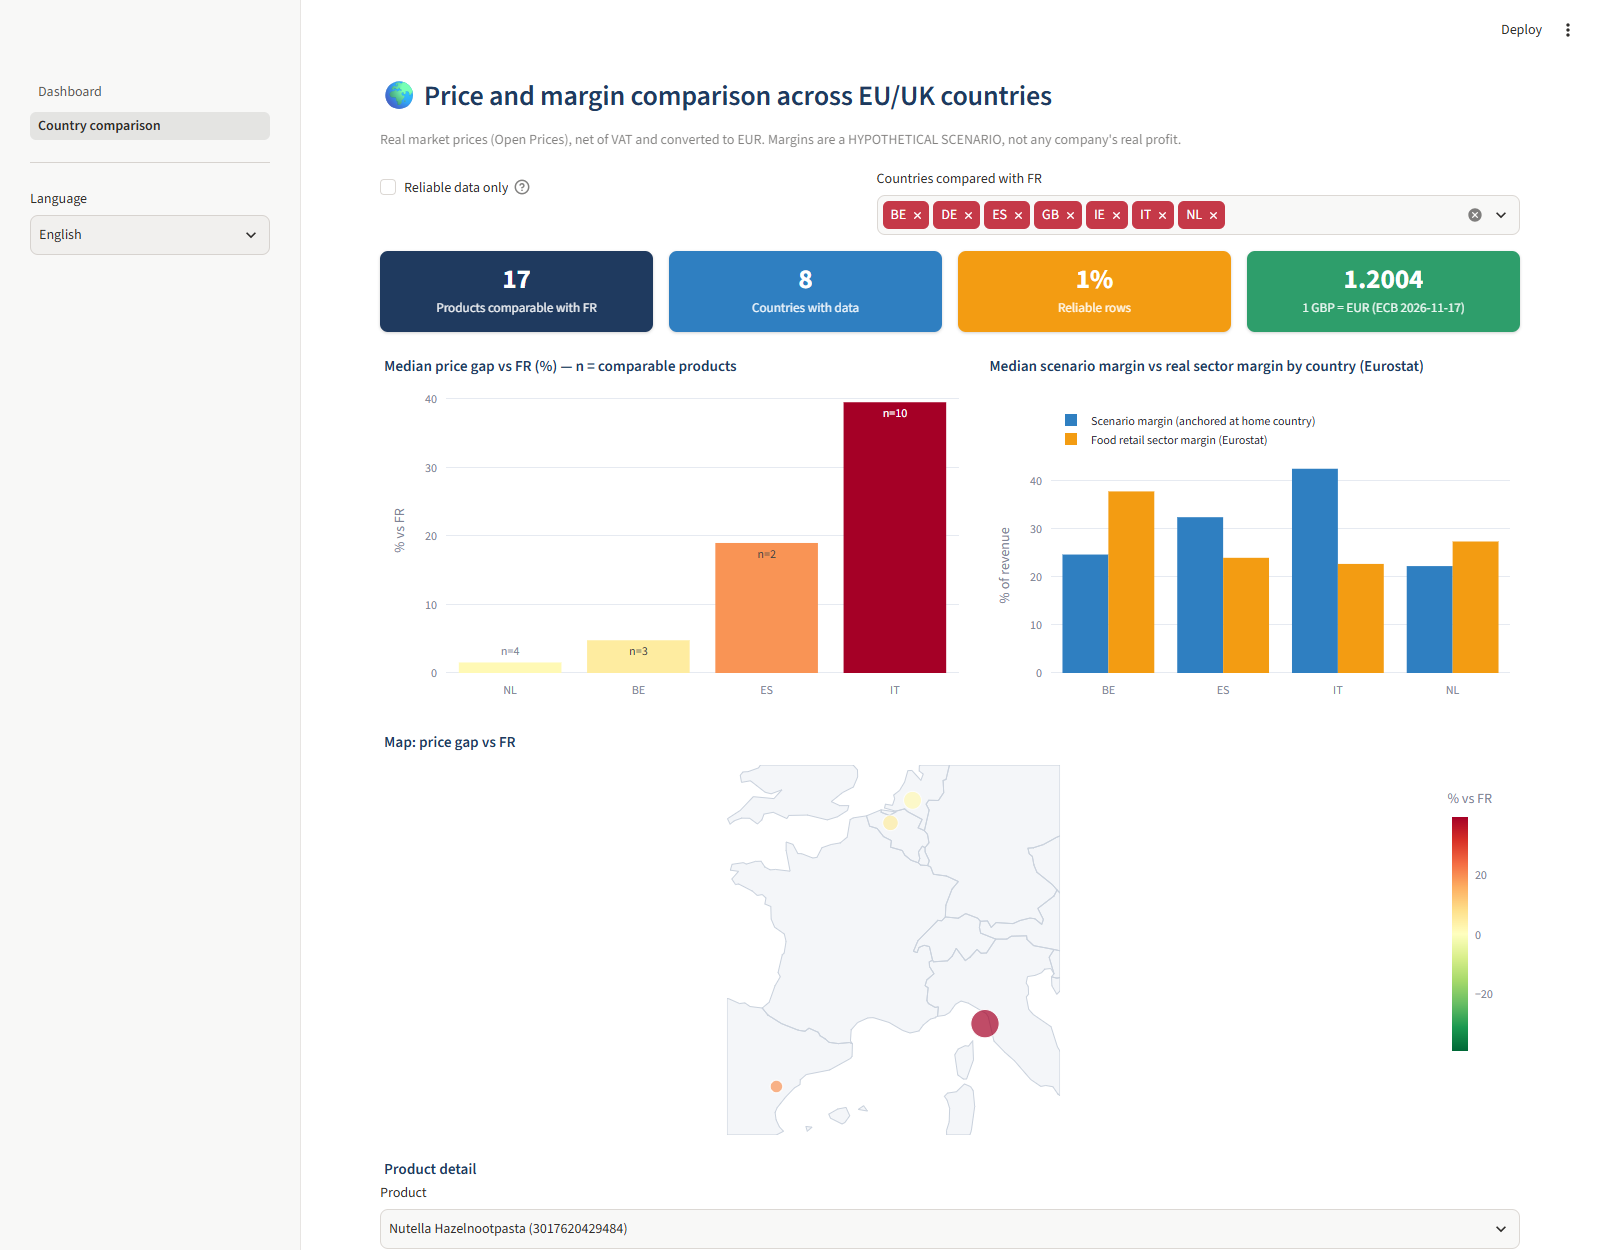 Deploy
Dashboard
Country comparison
Language
English
Price and margin comparison across EU/UK countries
Real market prices (Open Prices), net of VAT and converted to EUR. Margins are a HYPOTHETICAL SCENARIO, not any company's real profit.
Reliable data only
Countries compared with FR
BE × DE × ES × GB × IE × IT × NL ×
17
Products comparable with FR
8
Countries with data
1%
Reliable rows
1.2004
1 GBP = EUR (ECB 2026-11-17)
Median price gap vs FR (%) — n = comparable products
% vs FR
40
30
20
10
0
n=4
n=3
n=2
n=10
NL
BE
ES
IT
Median scenario margin vs real sector margin by country (Eurostat)
Scenario margin (anchored at home country)
Food retail sector margin (Eurostat)
% of revenue
40
30
20
10
0
BE
ES
IT
NL
Map: price gap vs FR
% vs FR
20
0
−20
Product detail
Product
Nutella Hazelnootpasta (3017620429484)